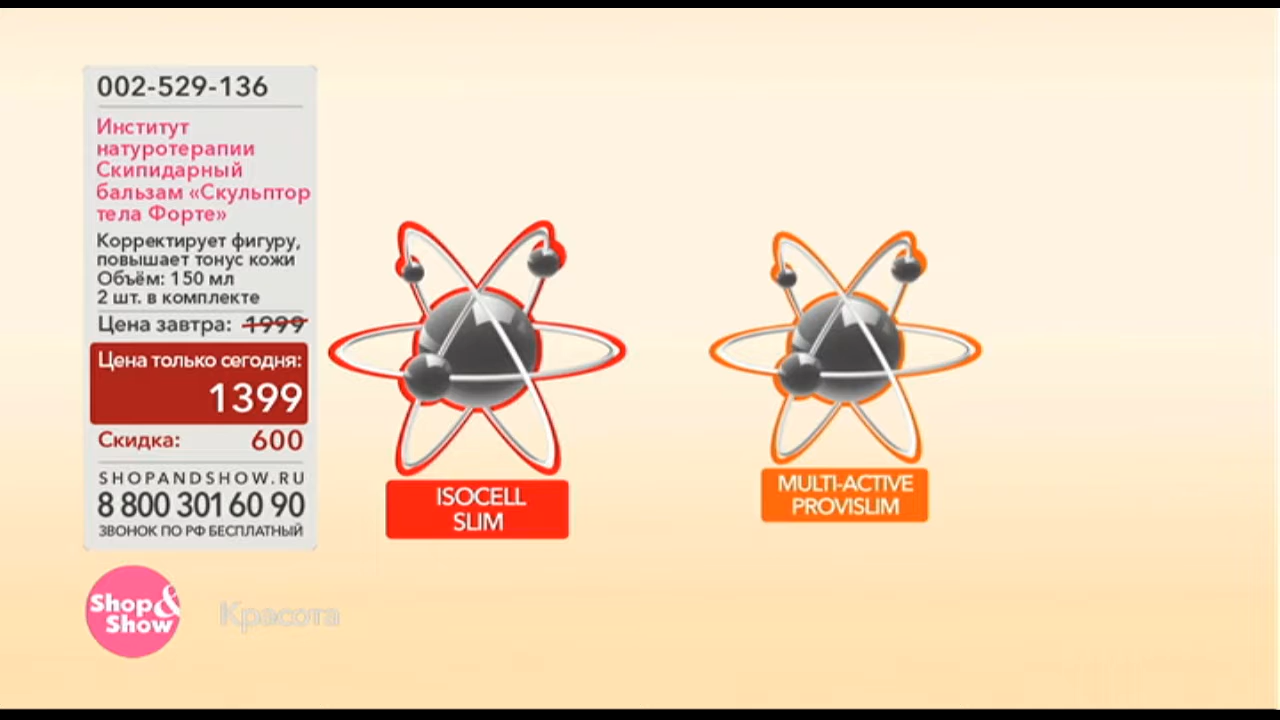 002-529-136
Институт
натуротерапии
Скипидарный
бальзам «Скульптор
тела Форте»
Корректирует фигуру,
повышает тонус кожи
Объём: 150 мл
2 шт. в комплекте
Цена завтра: 1999
Цена только сегодня:
1399
Скидка: 600
SHOPANDSHOW.RU
8 800 301 60 90
ЗВОНОК ПО РФ БЕСПЛАТНЫЙ
ISOCELL
SLIM
MULTI-ACTIVE
PROVISLIM
Shop&
Show
Красота